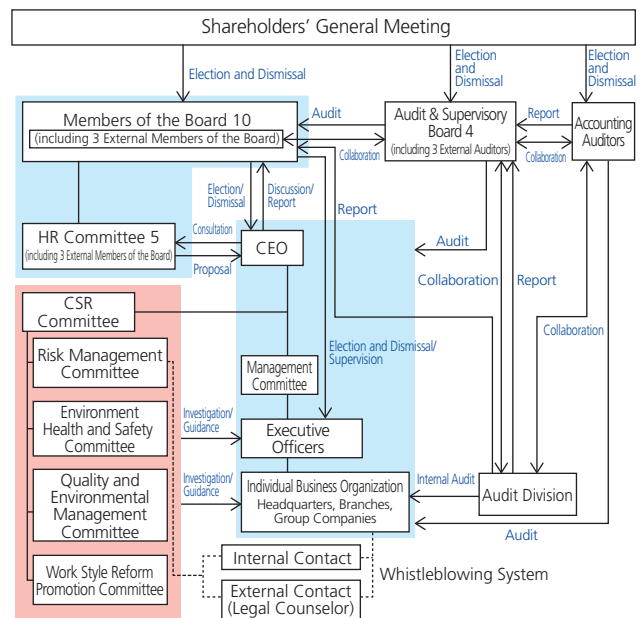 Shareholders' General Meeting
Election and Dismissal
Election
and
Dismissal
Election
and
Dismissal
Members of the Board 10
(including 3 External Members of the Board)
Audit
Audit & Supervisory
Board 4
(including 3 External Auditors)
Report
Accounting
Auditors
Collaboration
Collaboration
Election/
Dismissal
Discussion/
Report
Report
HR Committee 5
(including 3 External Members of the Board)
Consultation
Proposal
CEO
Audit
Collaboration
Report
CSR
Committee
Collaboration
Risk Management
Committee
Management
Committee
Election and Dismissal/
Supervision
Environment
Health and Safety
Committee
Investigation/
Guidance
Executive
Officers
Quality and
Environmental
Management
Committee
Investigation/
Guidance
Individual Business Organization
Headquarters, Branches,
Group Companies
Internal Audit
Audit Division
Audit
Work Style Reform
Promotion Committee
Internal Contact
External Contact
(Legal Counselor)
Whistleblowing System